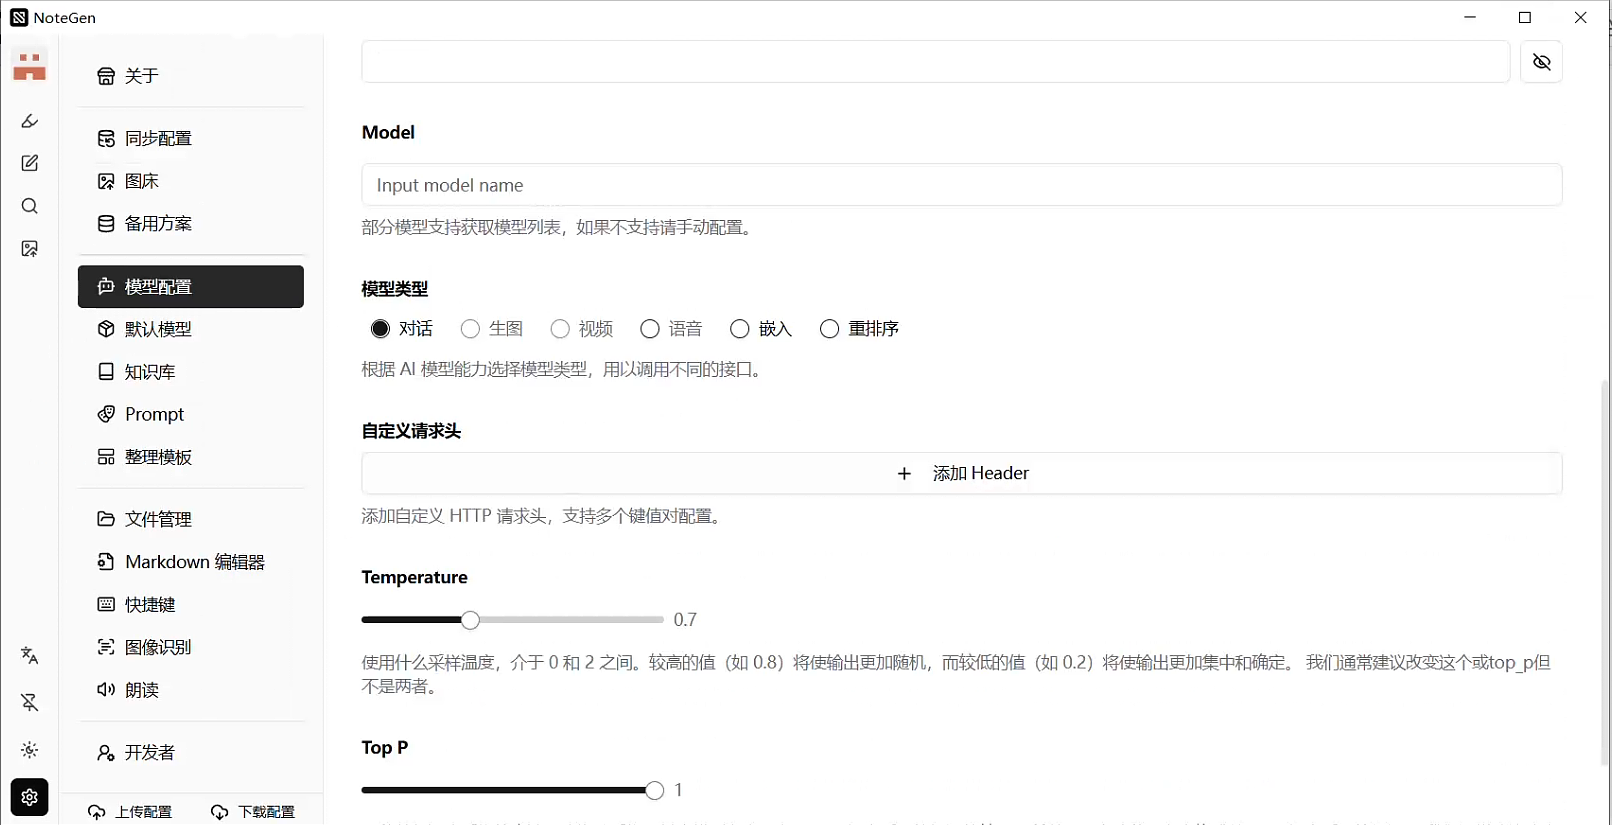 NoteGen
关于
同步配置
图床
备用方案
模型配置
默认模型
知识库
Prompt
整理模板
文件管理
Markdown 编辑器
快捷键
图像识别
朗读
开发者
上传配置 下载配置
Model
Input model name
部分模型支持获取模型列表，如果不支持请手动配置。
模型类型
对话 生图 视频 语音 嵌入 重排序
根据 AI 模型能力选择模型类型，用以调用不同的接口。
自定义请求头
+ 添加 Header
添加自定义 HTTP 请求头，支持多个键值对配置。
Temperature
0.7
使用什么采样温度，介于 0 和 2 之间。较高的值（如 0.8）将使输出更加随机，而较低的值（如 0.2）将使输出更加集中和确定。 我们通常建议改变这个或top_p但
不是两者。
Top P
1